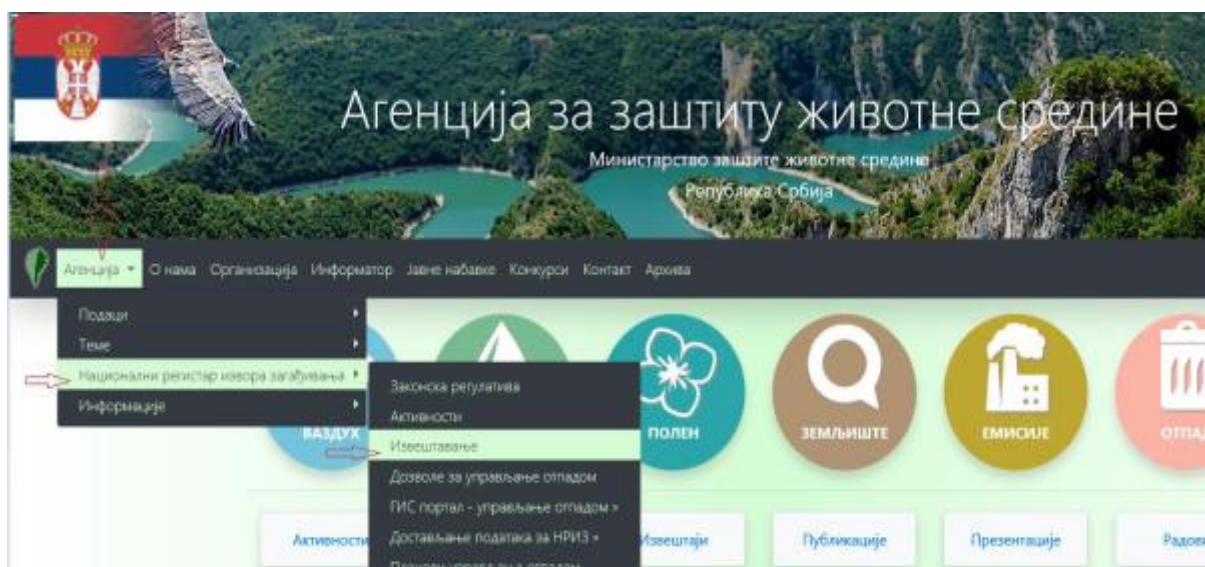 Агенција за заштиту животне средине
Министарство заштите животне средине
Република Србија
Агенција О нама Организација Информатор Јавне набавке Конкурси Контакт Архива
Подаци
Теме
Национални регистар извора загађивања
Информације
Законска регулатива
Активности
Извештавање
Дозволе за управљање отпадом
ГИС портал - управљање отпадом »
Достављање података за НРИЗ »
ВАЗДУХ
ПОЛЕН
ЗЕМЉИШТЕ
ЕМИСИЈЕ
Активности
Извештаји
Публикације
Презентације